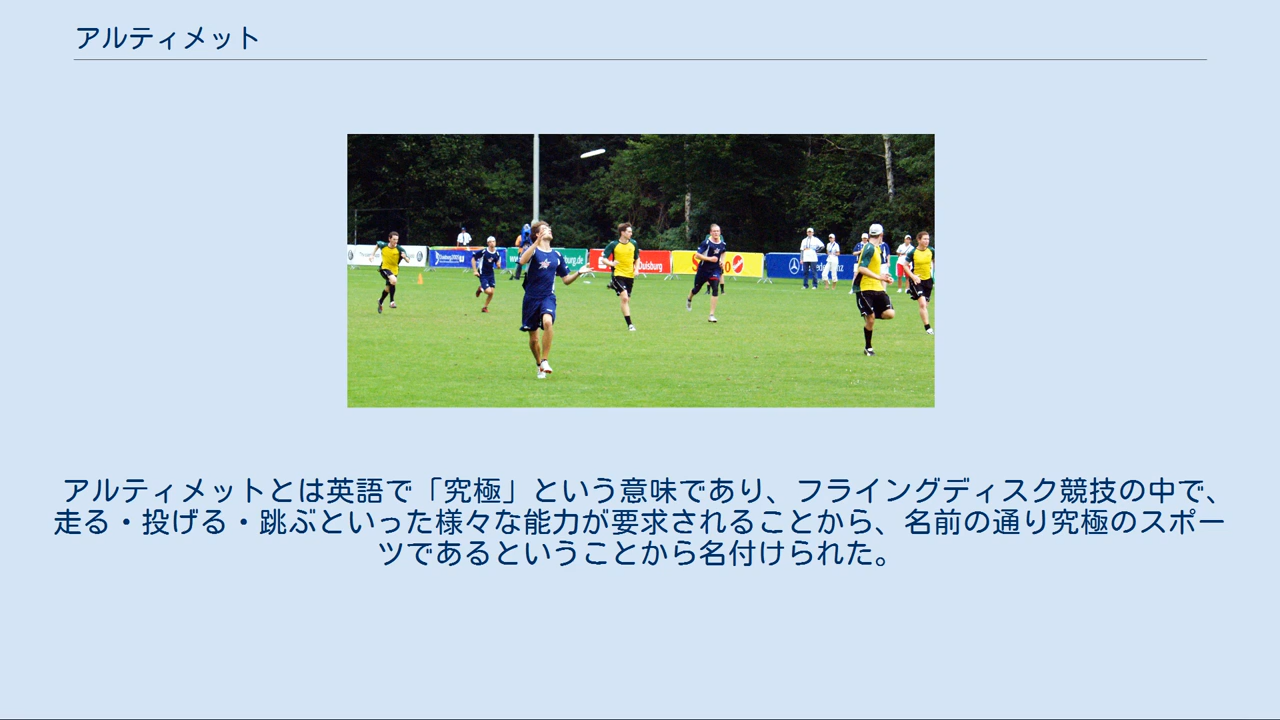 アルティメット
www.
burg.de
Duisburg
アルティメットとは英語で「究極」という意味であり、フライングディスク競技の中で、
走る・投げる・跳ぶといった様々な能力が要求されることから、名前の通り究極のスポー
ツであるということから名付けられた。